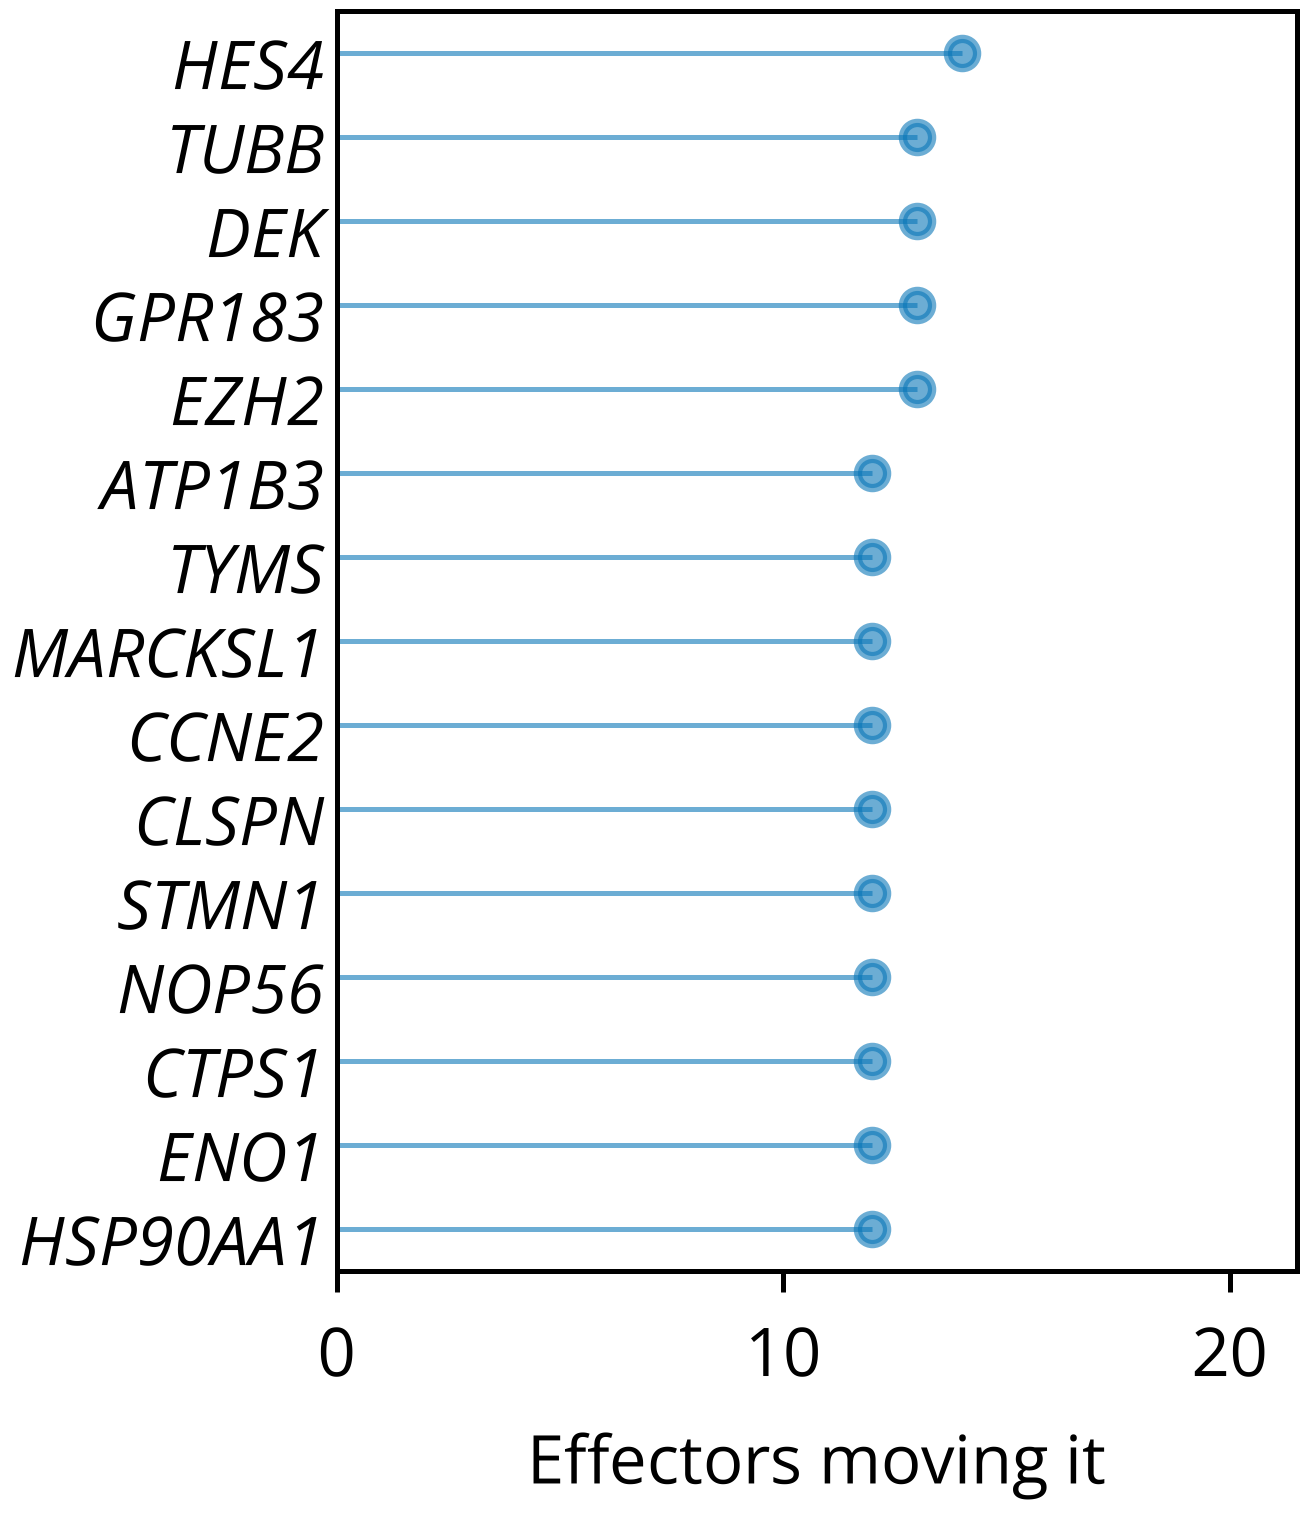 HES4
TUBB
DEK
GPR183
EZH2
ATP1B3
TYMS
MARCKSL1
CCNE2
CLSPN
STMN1
NOP56
CTPS1
ENO1
HSP90AA1
0 10 20
Effectors moving it